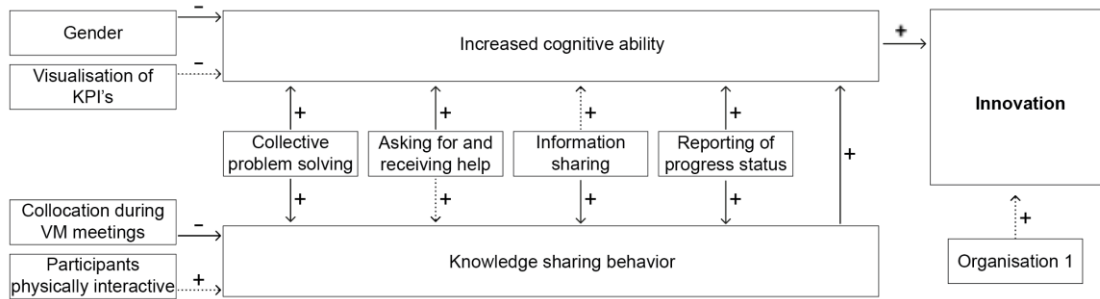 Gender
–
Increased cognitive ability
+
Visualisation of
KPI's
–
Innovation
+
+
+
+
Collective
problem solving
Asking for and
receiving help
Information
sharing
Reporting of
progress status
+
+
+
+
+
Collocation during
VM meetings
–
Knowledge sharing behavior
+
Participants
physically interactive
+
Organisation 1